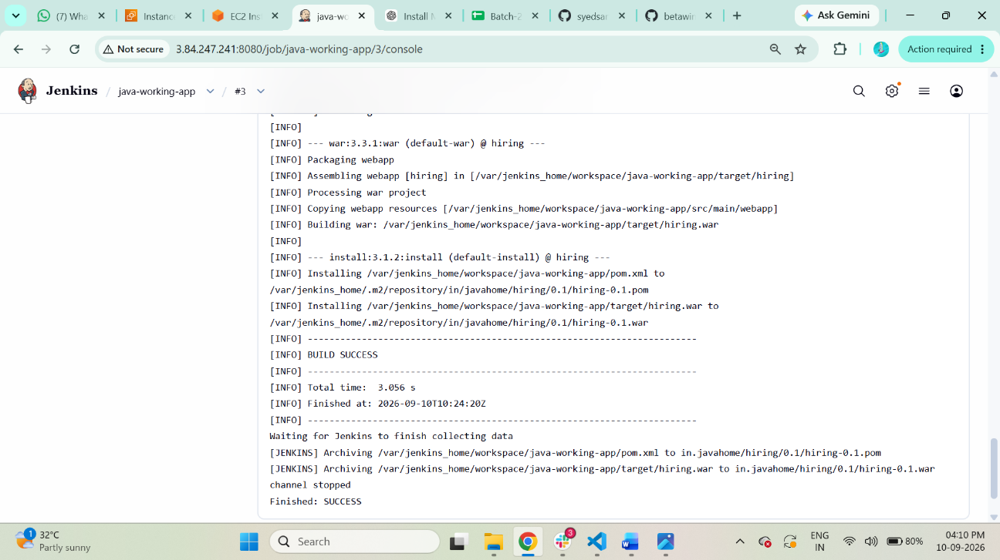 (7) Wha
Instanc
EC2 Ins
java-wo
Install M
Batch-2
syedsar
betawin
Ask Gemini
Not secure
3.84.247.241:8080/job/java-working-app/3/console
Action required
Jenkins / java-working-app / #3
[INFO]
[INFO] --- war:3.3.1:war (default-war) @ hiring ---
[INFO] Packaging webapp
[INFO] Assembling webapp [hiring] in [/var/jenkins_home/workspace/java-working-app/target/hiring]
[INFO] Processing war project
[INFO] Copying webapp resources [/var/jenkins_home/workspace/java-working-app/src/main/webapp]
[INFO] Building war: /var/jenkins_home/workspace/java-working-app/target/hiring.war
[INFO]
[INFO] --- install:3.1.2:install (default-install) @ hiring ---
[INFO] Installing /var/jenkins_home/workspace/java-working-app/pom.xml to
/var/jenkins_home/.m2/repository/in/javahome/hiring/0.1/hiring-0.1.pom
[INFO] Installing /var/jenkins_home/workspace/java-working-app/target/hiring.war to
/var/jenkins_home/.m2/repository/in/javahome/hiring/0.1/hiring-0.1.war
[INFO] ------------------------------------------------------------------------
[INFO] BUILD SUCCESS
[INFO] ------------------------------------------------------------------------
[INFO] Total time:  3.056 s
[INFO] Finished at: 2026-09-10T10:24:20Z
[INFO] ------------------------------------------------------------------------
Waiting for Jenkins to finish collecting data
[JENKINS] Archiving /var/jenkins_home/workspace/java-working-app/pom.xml to in.javahome/hiring/0.1/hiring-0.1.pom
[JENKINS] Archiving /var/jenkins_home/workspace/java-working-app/target/hiring.war to in.javahome/hiring/0.1/hiring-0.1.war
channel stopped
Finished: SUCCESS
1
32°C
Partly sunny
Search
3
ENG
IN
80%
04:10 PM
10-09-2026